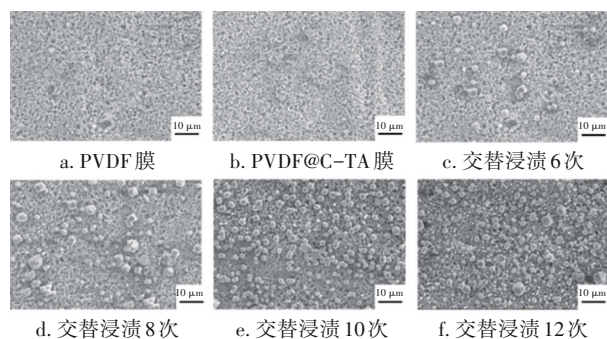 10 μm
10 μm
10 μm
a. PVDF膜
b. PVDF@C-TA膜
c. 交替浸渍6次
10 μm
10 μm
10 μm
d. 交替浸渍8次
e. 交替浸渍10次
f. 交替浸渍12次